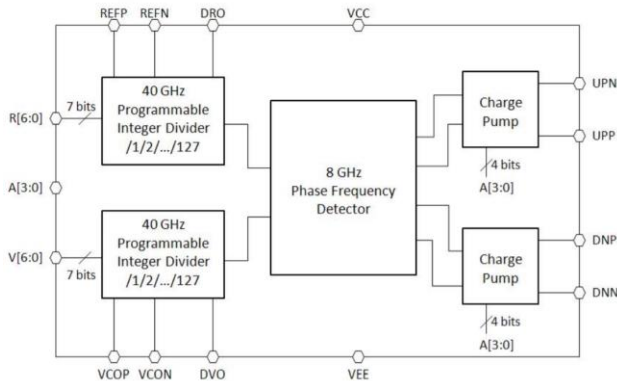 REFP REFN DRO VCC
40 GHz
Programmable
Integer Divider
/1/2/.../127
7 bits
R[6:0]
Charge
Pump
UPN
UPP
4 bits
A[3:0]
A[3:0]
8 GHz
Phase Frequency
Detector
40 GHz
Programmable
Integer Divider
/1/2/.../127
V[6:0]
7 bits
Charge
Pump
DNP
DNN
4 bits
A[3:0]
VCOP VCON DVO VEE